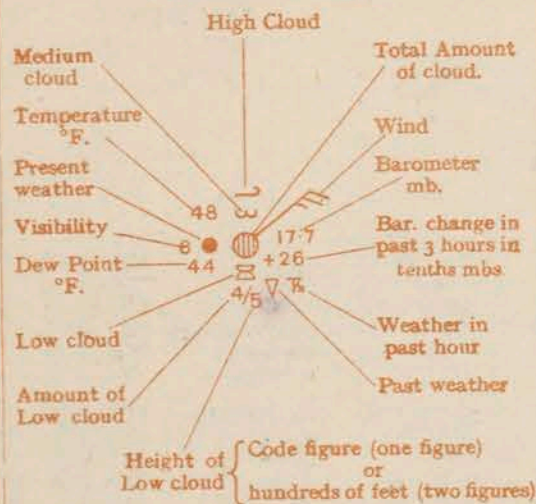 High Cloud
Medium
cloud
Total Amount
of cloud.
Temperature
°F.
Wind
Present
weather
Barometer
mb.
48
Visibility
8
17·7
Bar. change in
past 3 hours in
tenths mbs
+26
Dew Point
°F.
44
4/5
Low cloud
Weather in
past hour
Amount of
Low cloud
Past weather
Height of
Low cloud
Code figure (one figure)
or
hundreds of feet (two figures)